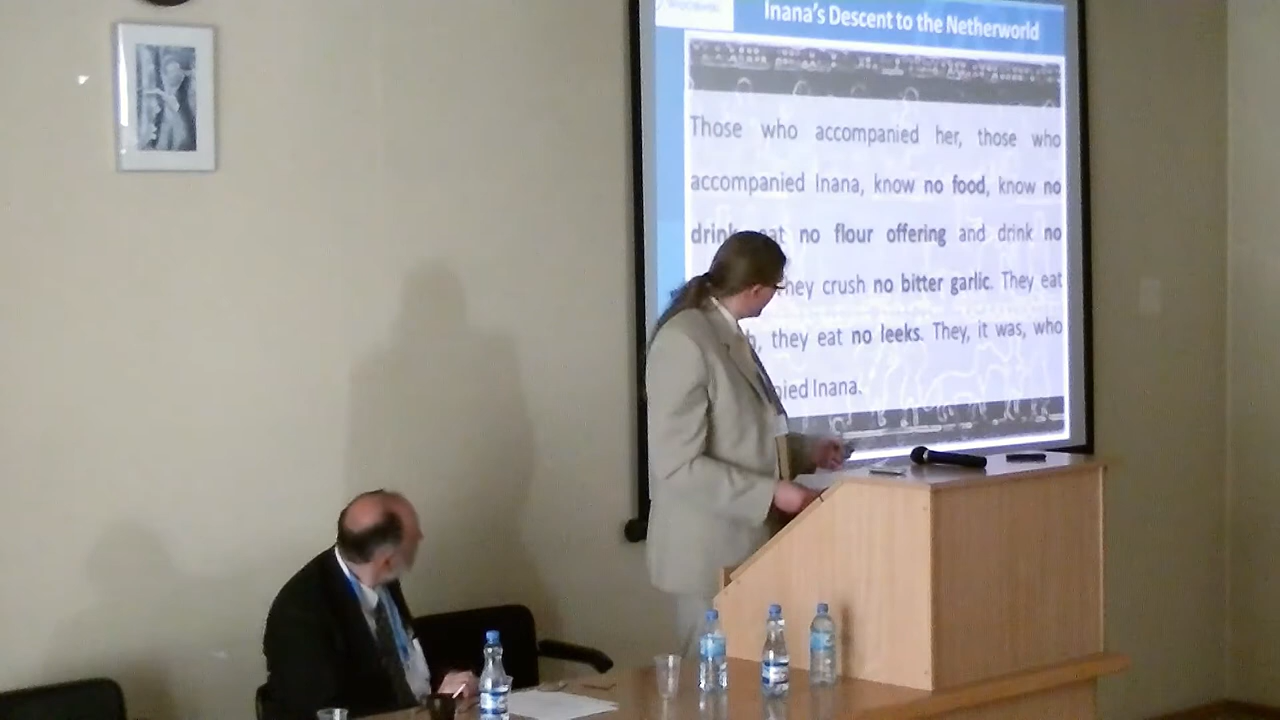 Inana's Descent to the Netherworld
Those who accompanied her, those who
accompanied Inana, know no food, know no
drink, eat no flour offering and drink no
They crush no bitter garlic. They eat
they eat no leeks. They, it was, who
Inana.